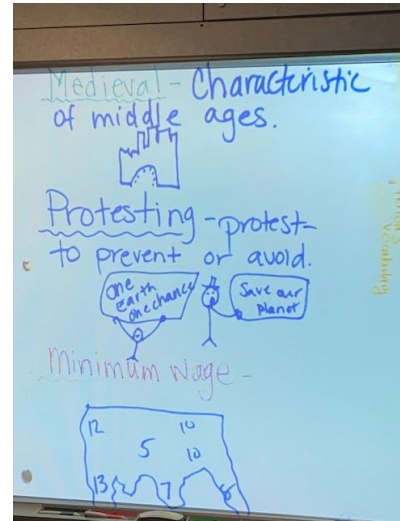 Medieval - Characteristic
of middle ages.
Protesting - protest-
to prevent or avoid.
One
earth
one chance
Save our
planet
Minimum wage -
12 10
5 10
13 7
Vocabulary